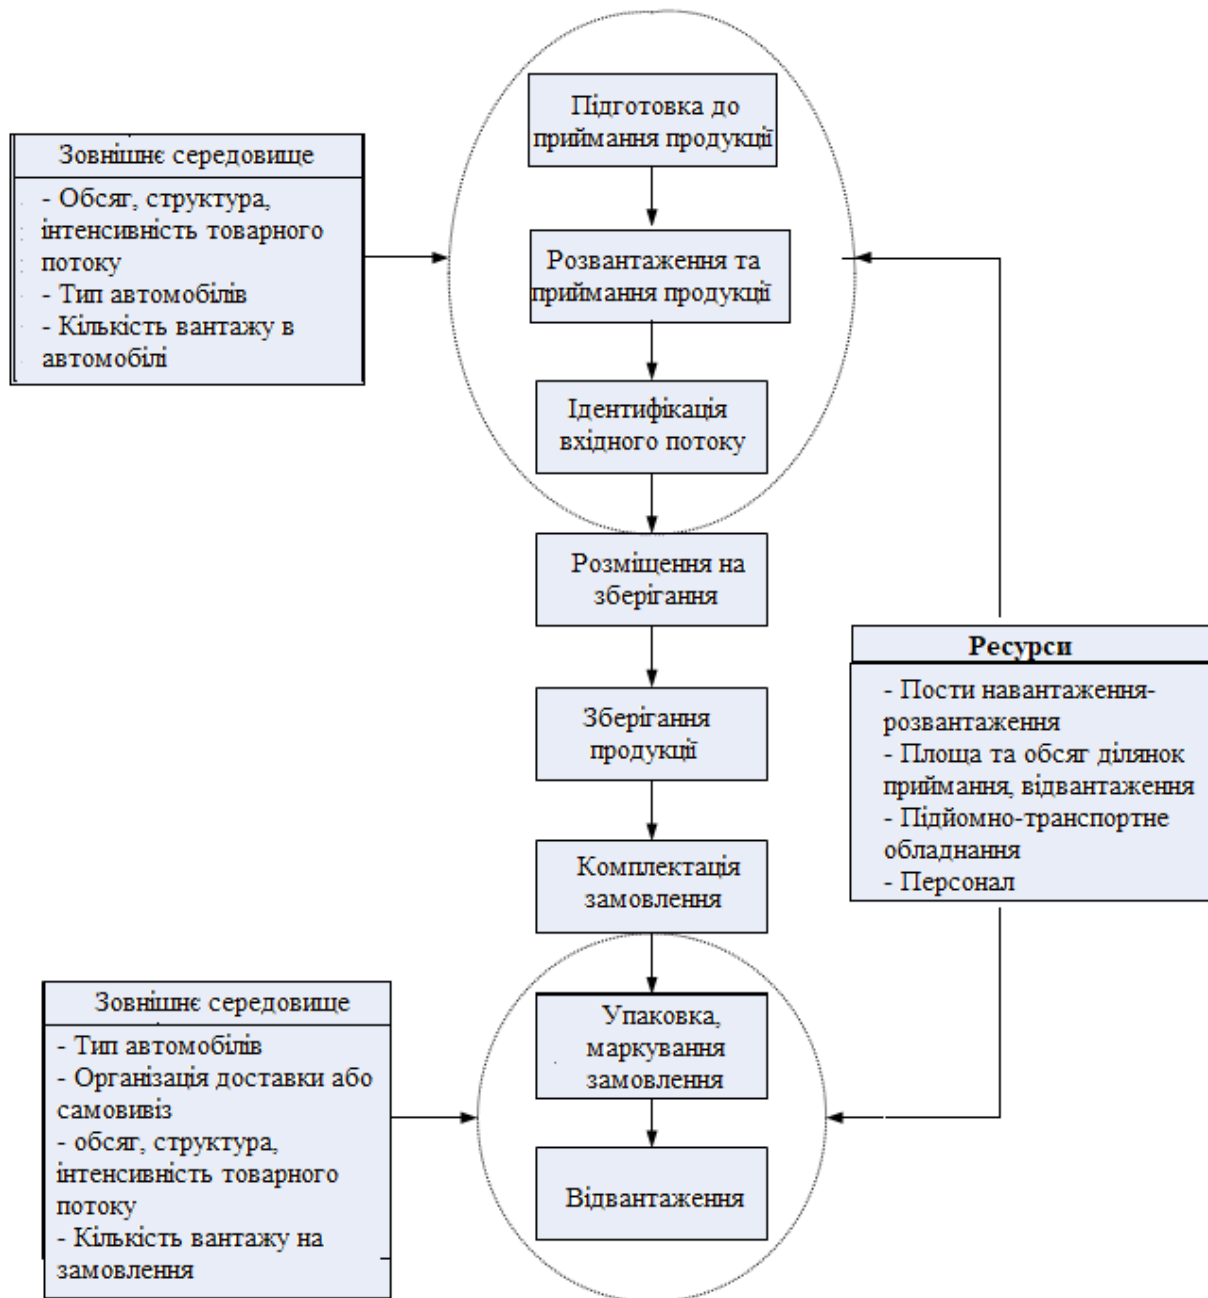 Підготовка до
приймання продукції
Зовнішнє середовище
- Обсяг, структура,
інтенсивність товарного
потоку
- Тип автомобілів
- Кількість вантажу в
автомобілі
Розвантаження та
приймання продукції
Ідентифікація
вхідного потоку
Розміщення на
зберігання
Ресурси
- Пости навантаження-
розвантаження
- Площа та обсяг ділянок
приймання, відвантаження
- Підйомно-транспортне
обладнання
- Персонал
Зберігання
продукції
Комплектація
замовлення
Зовнішнє середовище
- Тип автомобілів
- Організація доставки або
самовивіз
- обсяг, структура,
інтенсивність товарного
потоку
- Кількість вантажу на
замовлення
Упаковка,
маркування
замовлення
Відвантаження